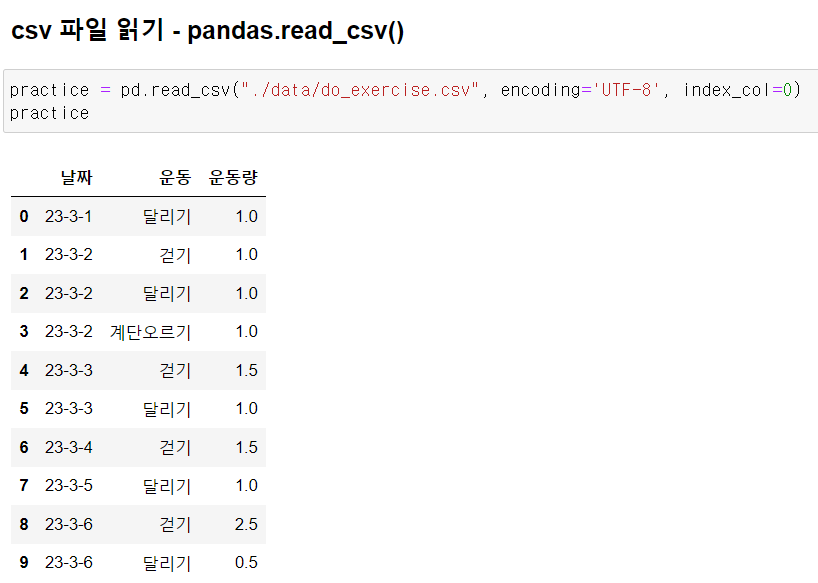 csv 파일 읽기 - pandas.read_csv()
practice = pd.read_csv("./data/do_exercise.csv", encoding='UTF-8', index_col=0)
practice
날짜 운동 운동량
0 23-3-1 달리기 1.0
1 23-3-2 걷기 1.0
2 23-3-2 달리기 1.0
3 23-3-2 계단오르기 1.0
4 23-3-3 걷기 1.5
5 23-3-3 달리기 1.0
6 23-3-4 걷기 1.5
7 23-3-5 달리기 1.0
8 23-3-6 걷기 2.5
9 23-3-6 달리기 0.5